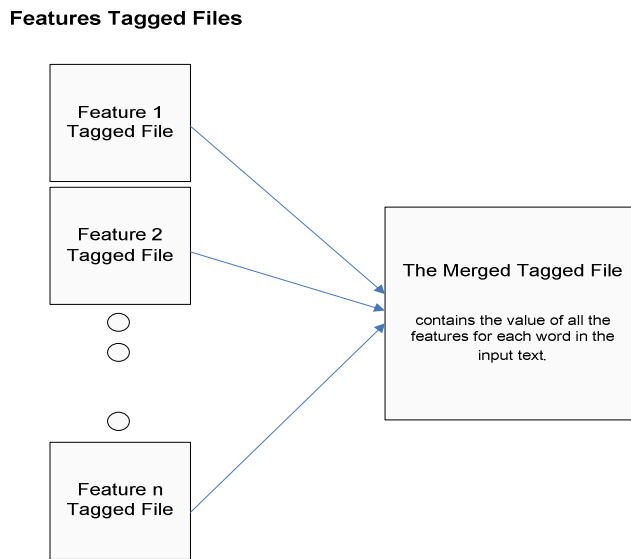 Features Tagged Files
Feature 1
Tagged File
Feature 2
Tagged File
The Merged Tagged File
contains the value of all the
features for each word in the
input text.
Feature n
Tagged File